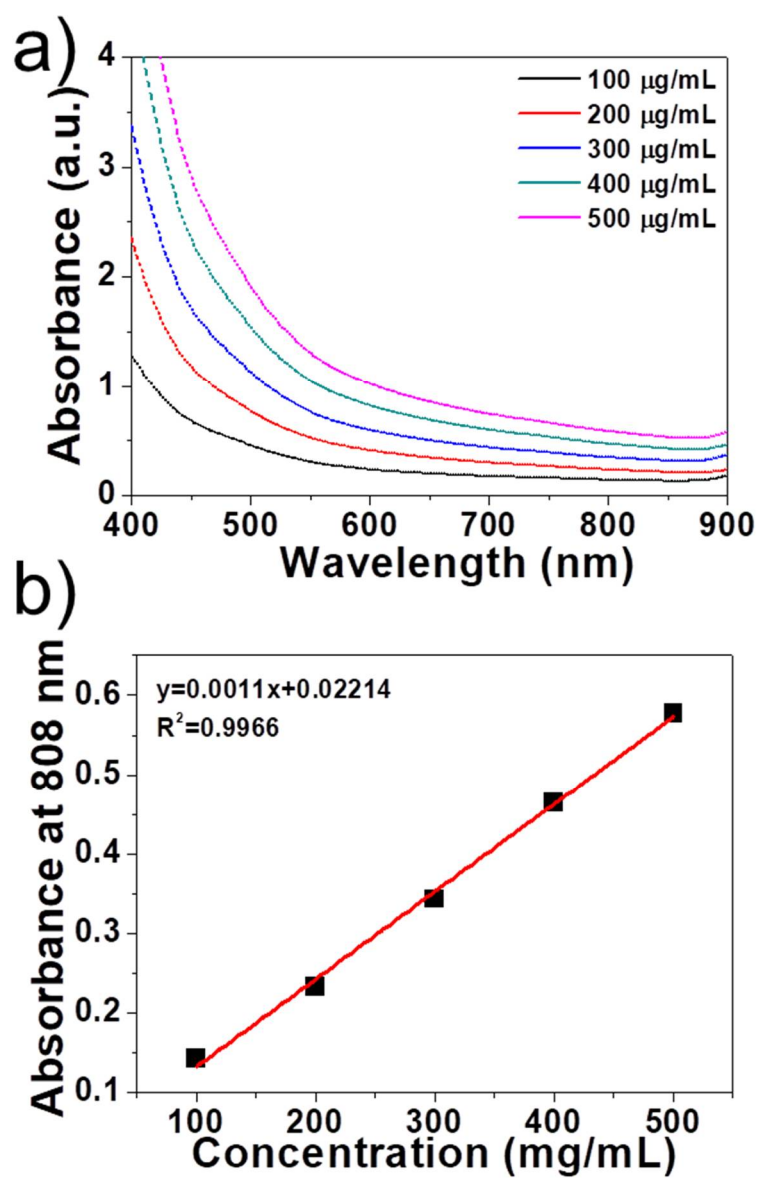 a)
4
3
2
1
0
Absorbance (a.u.)
100 μg/mL
200 μg/mL
300 μg/mL
400 μg/mL
500 μg/mL
400 500 600 700 800 900
Wavelength (nm)
b)
y=0.0011x+0.02214
R²=0.9966
0.6
0.5
0.4
0.3
0.2
0.1
Absorbance at 808 nm
100 200 300 400 500
Concentration (mg/mL)